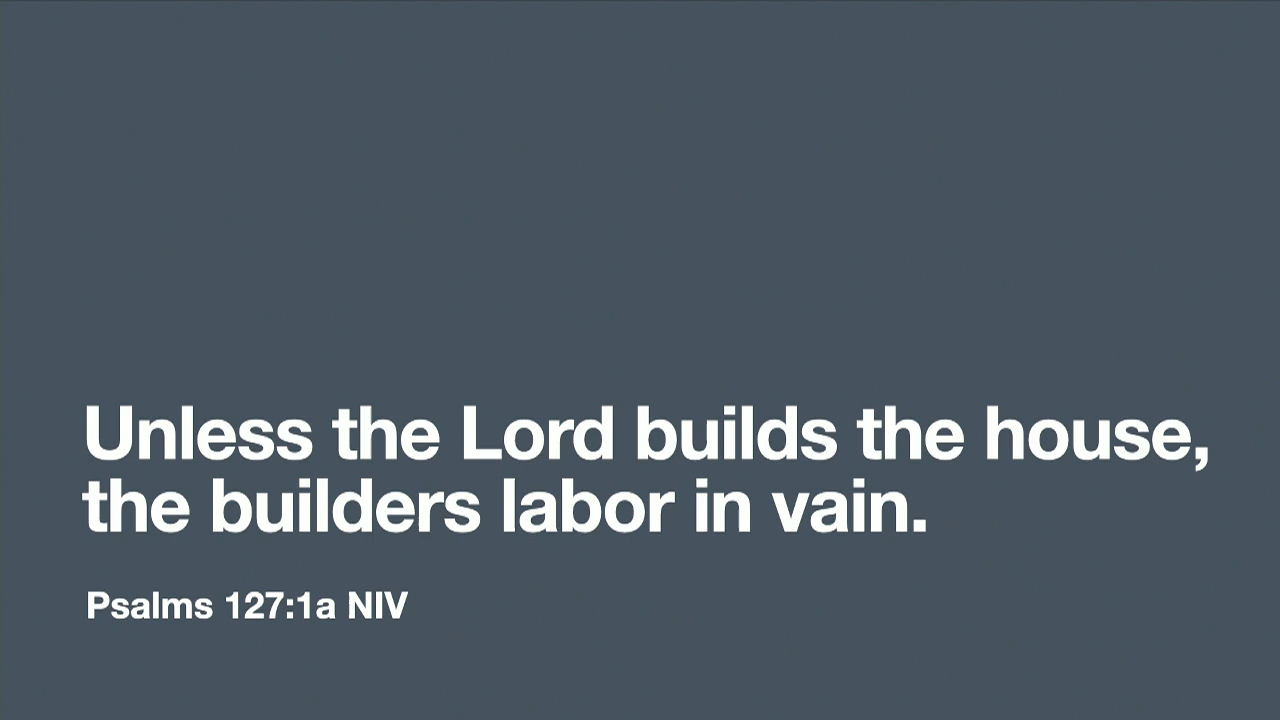 Unless the Lord builds the house,
the builders labor in vain.
Psalms 127:1a NIV